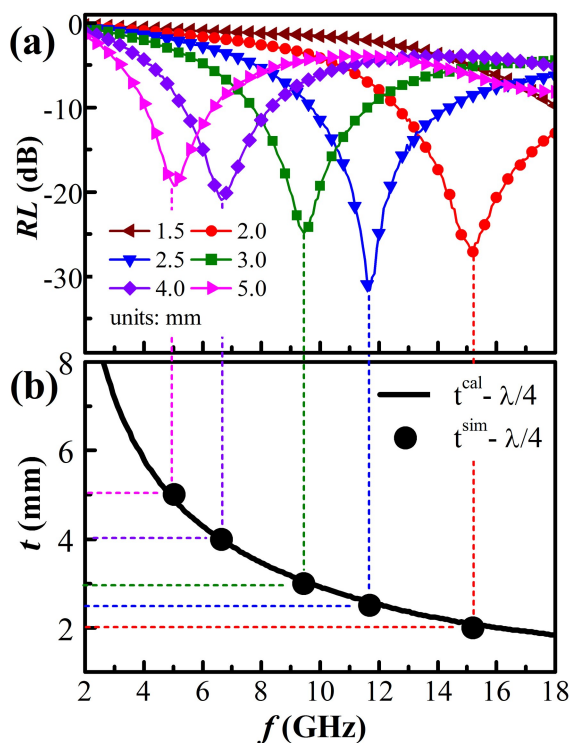 (a)
0
-10
-20
-30
RL (dB)
1.5 2.0
2.5 3.0
4.0 5.0
units: mm
(b)
8
6
4
2
t (mm)
t^cal - λ/4
t^sim - λ/4
2 4 6 8 10 12 14 16 18
f (GHz)